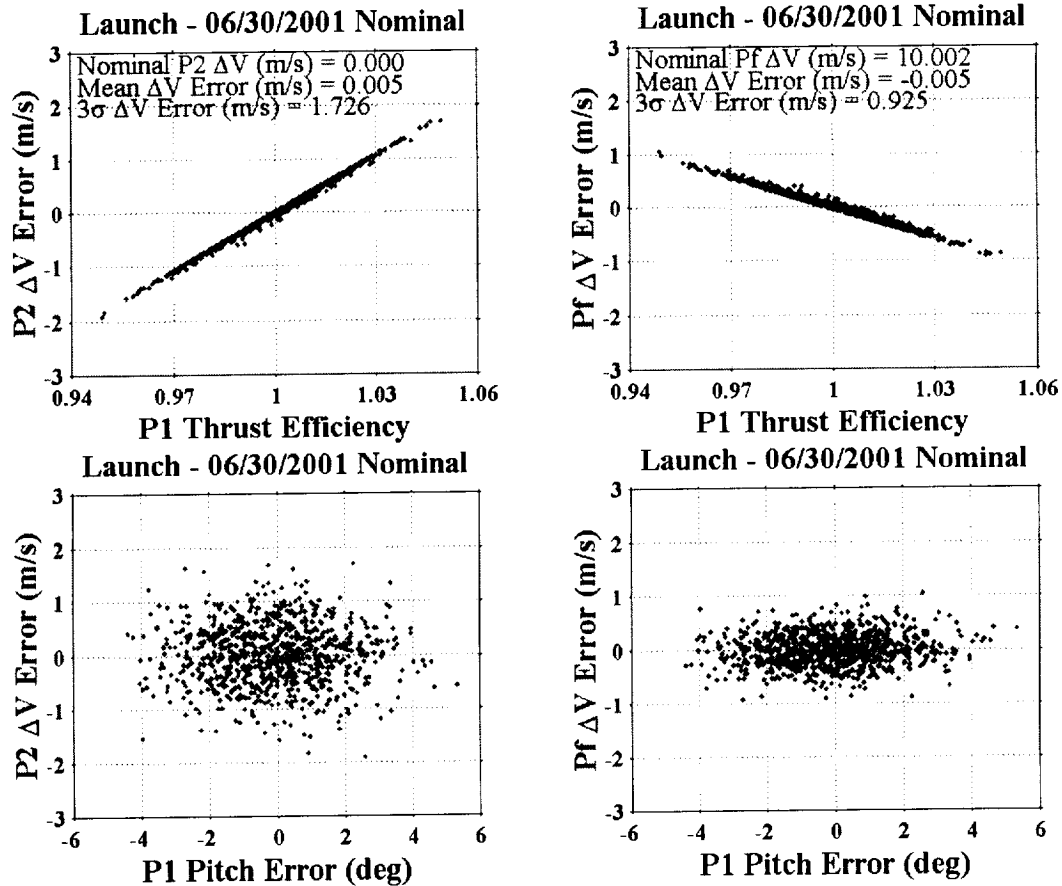 Launch - 06/30/2001 Nominal
Nominal P2 ΔV (m/s) = 0.000
Mean ΔV Error (m/s) = 0.005
3σ ΔV Error (m/s) = 1.726
P2 ΔV Error (m/s)
3
2
1
0
-1
-2
-3
0.94 0.97 1 1.03 1.06
P1 Thrust Efficiency
Launch - 06/30/2001 Nominal
Nominal Pf ΔV (m/s) = 10.002
Mean ΔV Error (m/s) = -0.005
3σ ΔV Error (m/s) = 0.925
Pf ΔV Error (m/s)
3
2
1
0
-1
-2
-3
0.94 0.97 1 1.03 1.06
P1 Thrust Efficiency
Launch - 06/30/2001 Nominal
P2 ΔV Error (m/s)
3
2
1
0
-1
-2
-3
-6 -4 -2 0 2 4 6
P1 Pitch Error (deg)
Launch - 06/30/2001 Nominal
Pf ΔV Error (m/s)
3
2
1
0
-1
-2
-3
-6 -4 -2 0 2 4 6
P1 Pitch Error (deg)